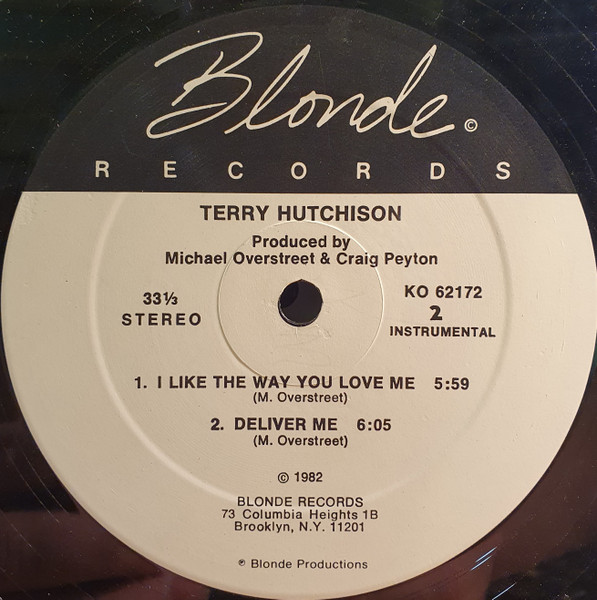 Blonde ©
RECORDS
TERRY HUTCHISON
Produced by
Michael Overstreet & Craig Peyton
33⅓
STEREO
KO 62172
2
INSTRUMENTAL
1. I LIKE THE WAY YOU LOVE ME 5:59
(M. Overstreet)
2. DELIVER ME 6:05
(M. Overstreet)
© 1982
BLONDE RECORDS
73 Columbia Heights 1B
Brooklyn, N.Y. 11201
℗ Blonde Productions